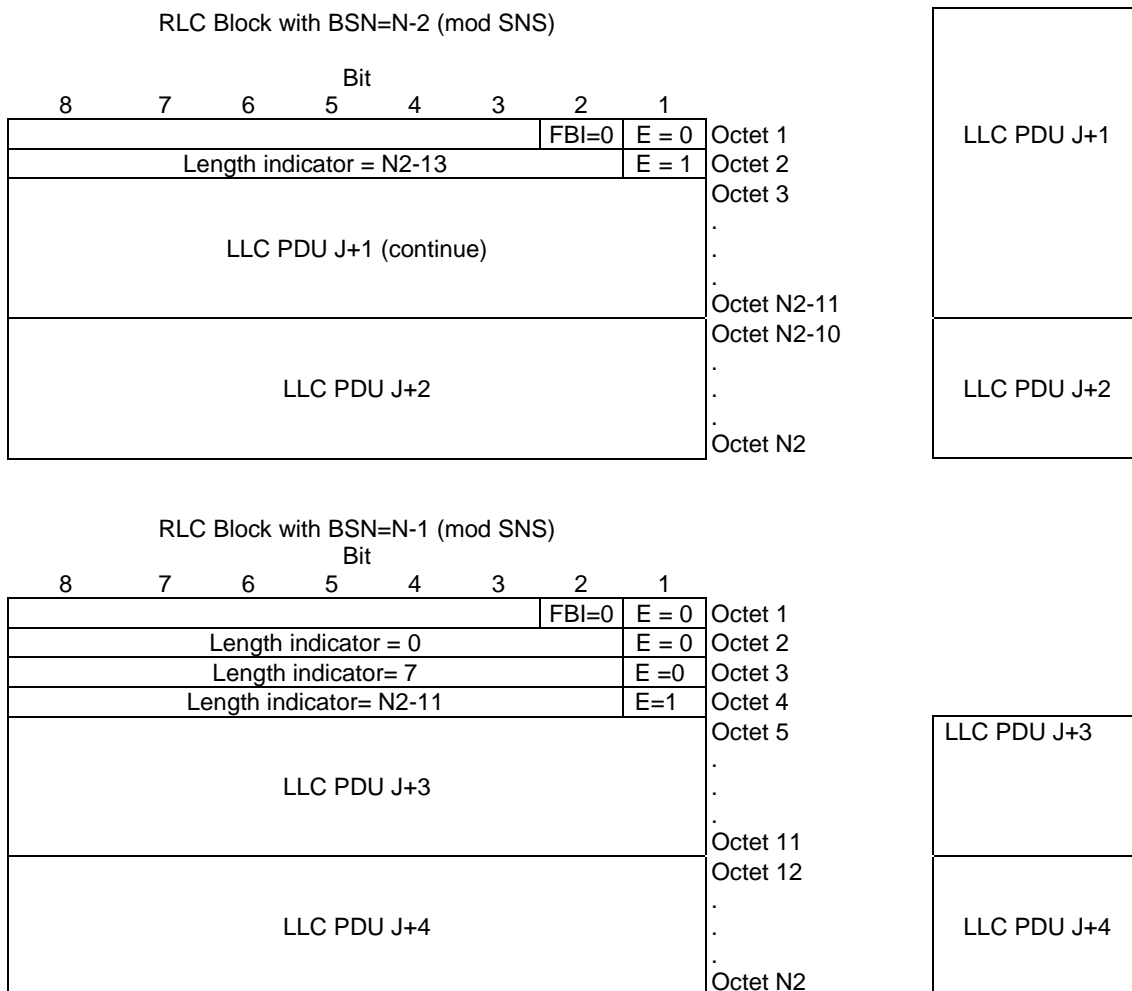 RLC Block with BSN=N-2 (mod SNS)
Bit
8 7 6 5 4 3 2 1
FBI=0 E = 0 Octet 1 LLC PDU J+1
Length indicator = N2-13 E = 1 Octet 2
Octet 3
.
LLC PDU J+1 (continue) .
.
Octet N2-11
Octet N2-10
.
LLC PDU J+2 . LLC PDU J+2
.
Octet N2
RLC Block with BSN=N-1 (mod SNS)
Bit
8 7 6 5 4 3 2 1
FBI=0 E = 0 Octet 1
Length indicator = 0 E = 0 Octet 2
Length indicator= 7 E =0 Octet 3
Length indicator= N2-11 E=1 Octet 4
Octet 5 LLC PDU J+3
.
LLC PDU J+3 .
.
Octet 11
Octet 12
.
LLC PDU J+4 . LLC PDU J+4
.
Octet N2